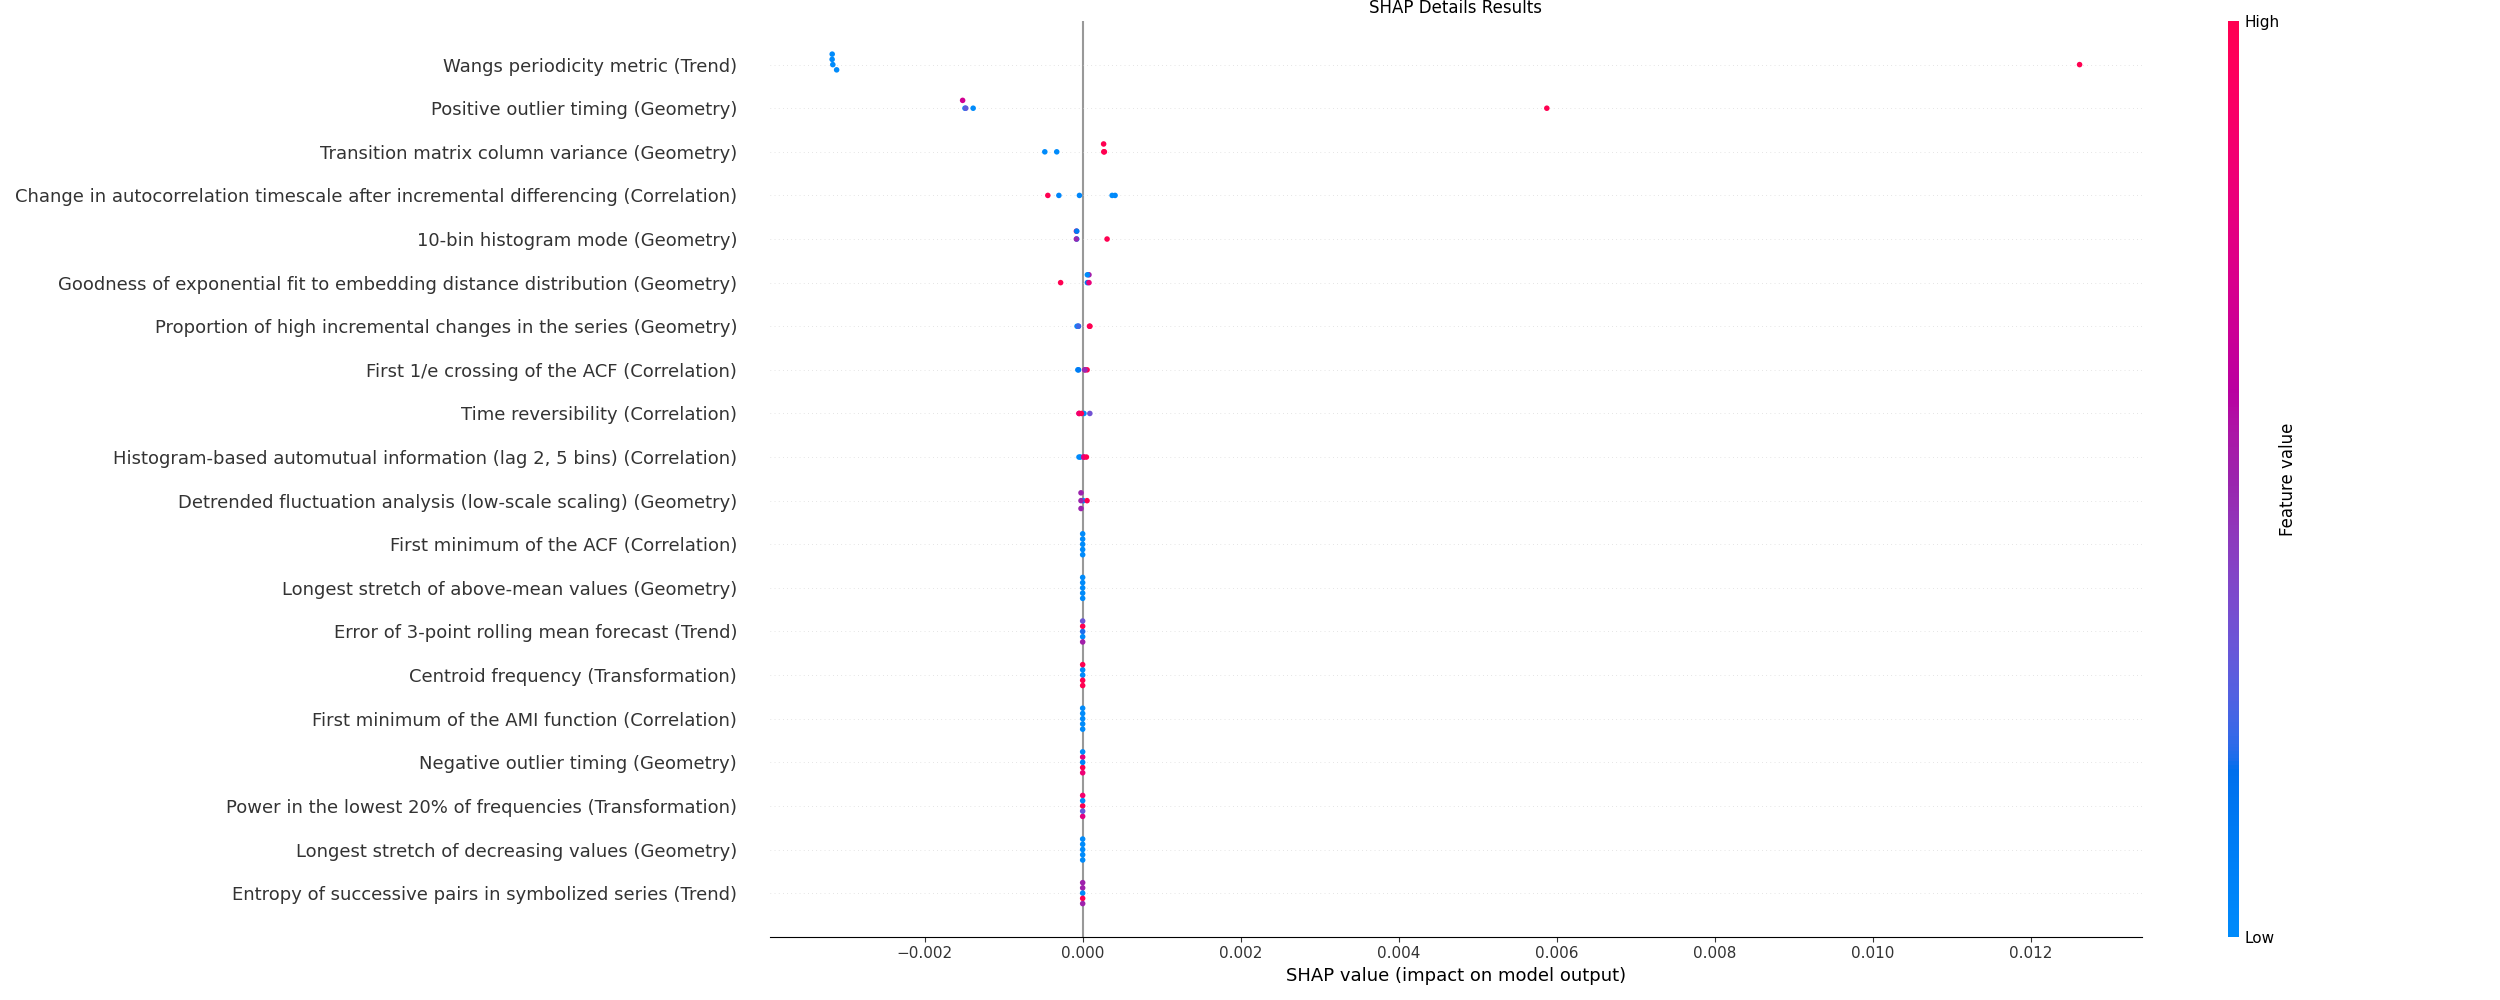 SHAP Details Results
High
Wangs periodicity metric (Trend)
Positive outlier timing (Geometry)
Transition matrix column variance (Geometry)
Change in autocorrelation timescale after incremental differencing (Correlation)
10-bin histogram mode (Geometry)
Goodness of exponential fit to embedding distance distribution (Geometry)
Proportion of high incremental changes in the series (Geometry)
First 1/e crossing of the ACF (Correlation)
Time reversibility (Correlation)
Histogram-based automutual information (lag 2, 5 bins) (Correlation)
Detrended fluctuation analysis (low-scale scaling) (Geometry)
First minimum of the ACF (Correlation)
Longest stretch of above-mean values (Geometry)
Error of 3-point rolling mean forecast (Trend)
Centroid frequency (Transformation)
First minimum of the AMI function (Correlation)
Negative outlier timing (Geometry)
Power in the lowest 20% of frequencies (Transformation)
Longest stretch of decreasing values (Geometry)
Entropy of successive pairs in symbolized series (Trend)
Feature value
Low
−0.002 0.000 0.002 0.004 0.006 0.008 0.010 0.012
SHAP value (impact on model output)